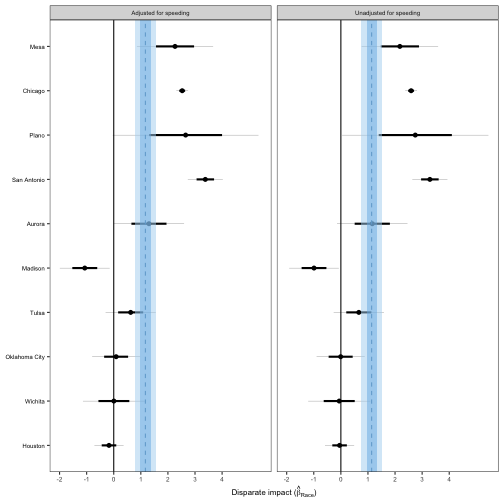 Adjusted for speeding
Unadjusted for speeding
Mesa
Chicago
Plano
San Antonio
Aurora
Madison
Tulsa
Oklahoma City
Wichita
Houston
-2 -1 0 1 2 3 4
-2 -1 0 1 2 3 4
Disparate impact (β̂Race)